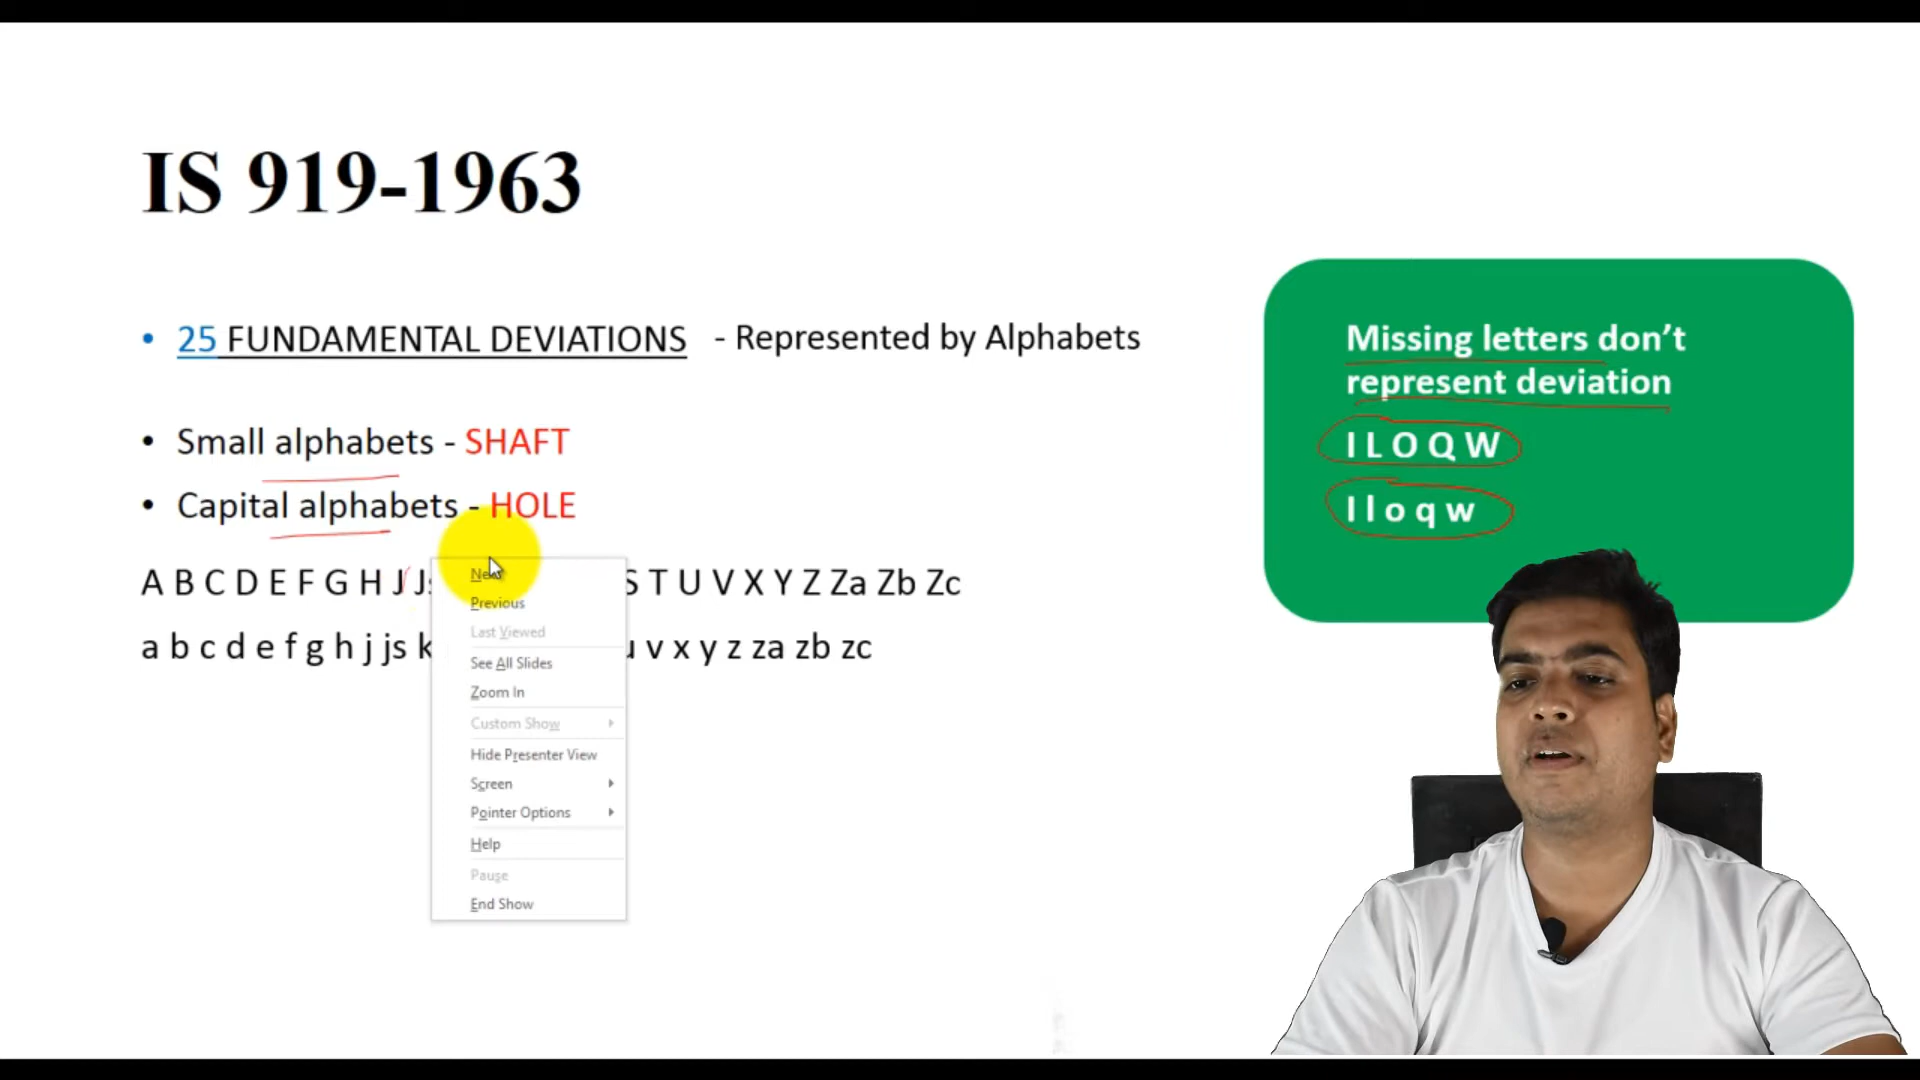 IS 919-1963
• 25 FUNDAMENTAL DEVIATIONS - Represented by Alphabets
• Small alphabets - SHAFT
• Capital alphabets - HOLE
A B C D E F G H J S T U V X Y Z Za Zb Zc
a b c d e f g h j js k v x y z za zb zc
Missing letters don't
represent deviation
I L O Q W
I l o q w
Next
Previous
Last Viewed
See All Slides
Zoom In
Custom Show
Hide Presenter View
Screen
Pointer Options
Help
Pause
End Show